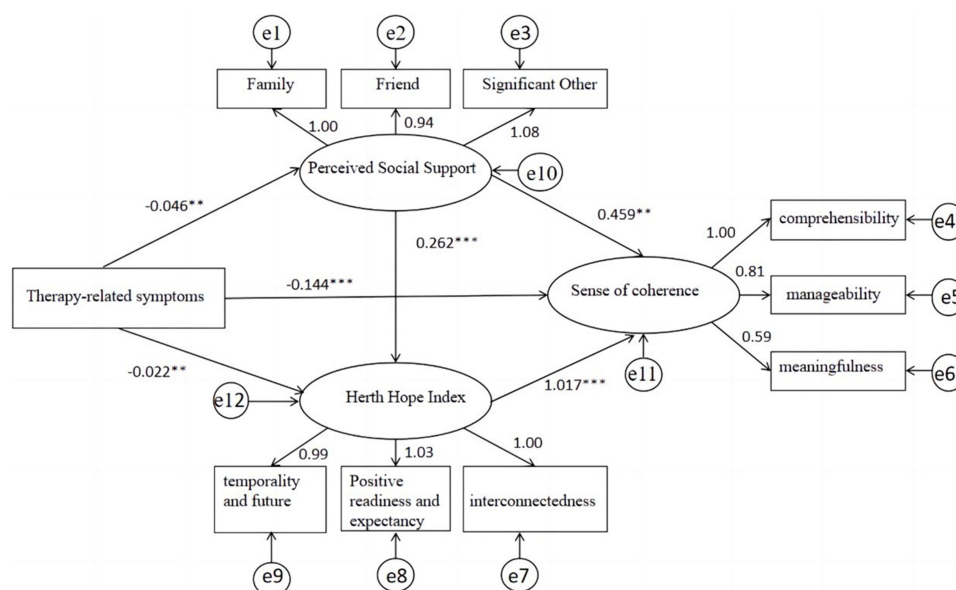 e1
e2
e3
Family
Friend
Significant Other
1.00
0.94
1.08
Perceived Social Support
e10
-0.046**
0.459**
1.00
comprehensibility
e4
0.262***
Therapy-related symptoms
-0.144***
Sense of coherence
0.81
manageability
e5
0.59
meaningfulness
e6
-0.022**
e12
Herth Hope Index
1.017***
e11
0.99
1.03
1.00
temporality
and future
Positive
readiness and
expectancy
interconnectedness
e9
e8
e7